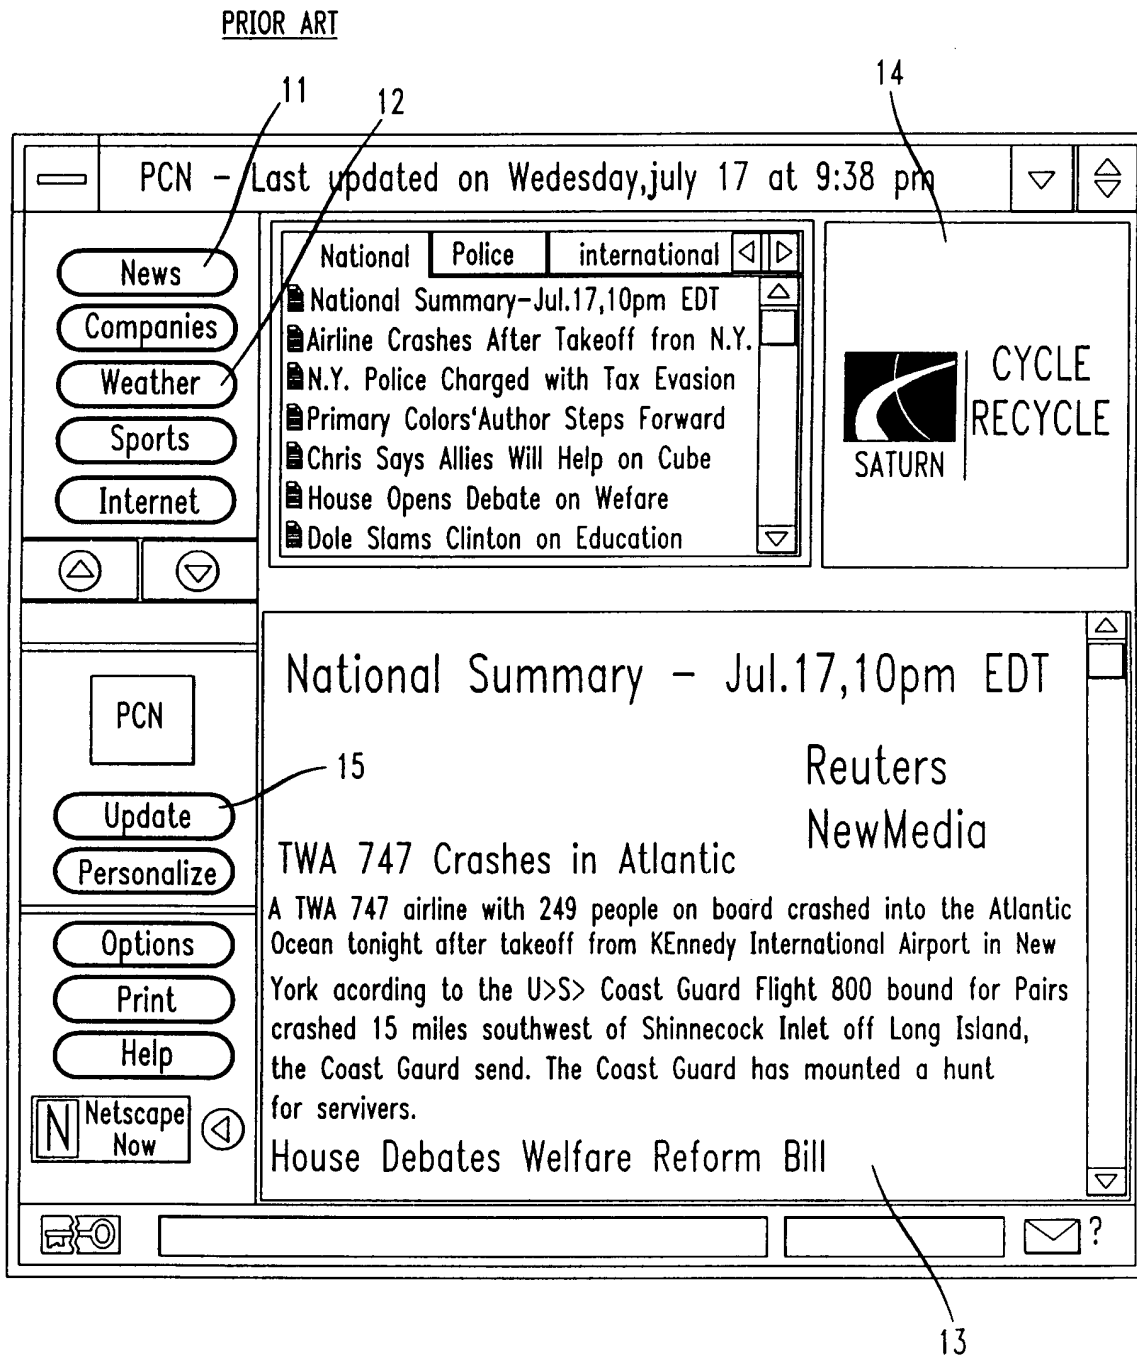 PRIOR ART
11
12
14
PCN - Last updated on Wedesday,july 17 at 9:38 pm
News
Companies
Weather
Sports
Internet
National
Police
international
National Summary-Jul.17,10pm EDT
Airline Crashes After Takeoff fron N.Y.
N.Y. Police Charged with Tax Evasion
Primary Colors‘Author Steps Forward
Chris Says Allies Will Help on Cube
House Opens Debate on Wefare
Dole Slams Clinton on Education
SATURN
CYCLE
RECYCLE
PCN
15
Update
Personalize
Options
Print
Help
N
Netscape
Now
National Summary - Jul.17,10pm EDT
Reuters
NewMedia
TWA 747 Crashes in Atlantic
A TWA 747 airline with 249 people on board crashed into the Atlantic
Ocean tonight after takeoff from KEnnedy International Airport in New
York acording to the U>S> Coast Guard Flight 800 bound for Pairs
crashed 15 miles southwest of Shinnecock Inlet off Long Island,
the Coast Gaurd send. The Coast Guard has mounted a hunt
for servivers.
House Debates Welfare Reform Bill
?
13